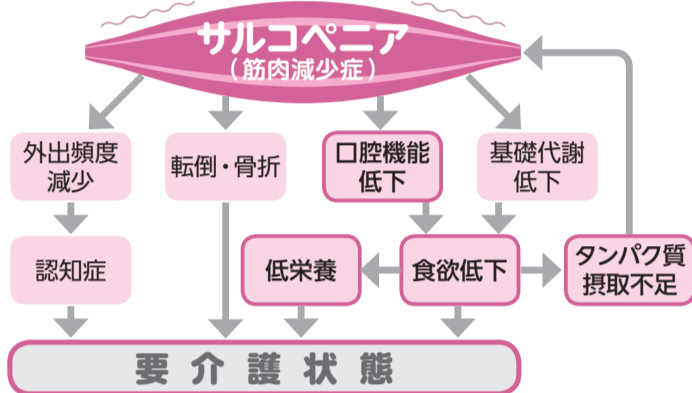 サルコペニア
（筋肉減少症）
外出頻度
減少
転倒・骨折
口腔機能
低下
基礎代謝
低下
認知症
低栄養
食欲低下
タンパク質
摂取不足
要介護状態